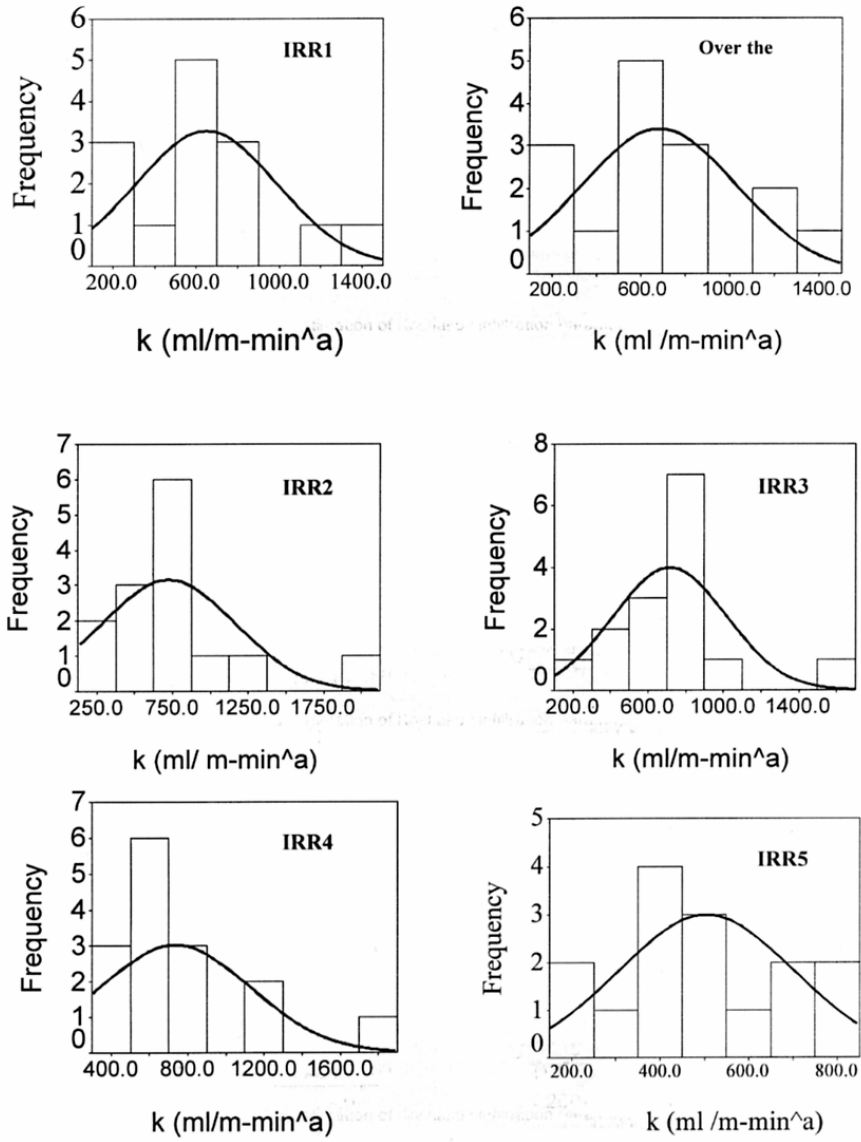 6
5
4
3
2
1
0
Frequency
IRR1
200.0 600.0 1000.0 1400.0
k (ml/m-min^a)
6
5
4
3
2
1
0
Frequency
Over the
200.0 600.0 1000.0 1400.0
k (ml /m-min^a)
7
6
5
4
3
2
1
0
Frequency
IRR2
250.0 750.0 1250.0 1750.0
k (ml/ m-min^a)
8
6
4
2
0
Frequency
IRR3
200.0 600.0 1000.0 1400.0
k (ml/m-min^a)
7
6
5
4
3
2
1
0
Frequency
IRR4
400.0 800.0 1200.0 1600.0
k (ml/m-min^a)
5
4
3
2
1
0
Frequency
IRR5
200.0 400.0 600.0 800.0
k (ml /m-min^a)